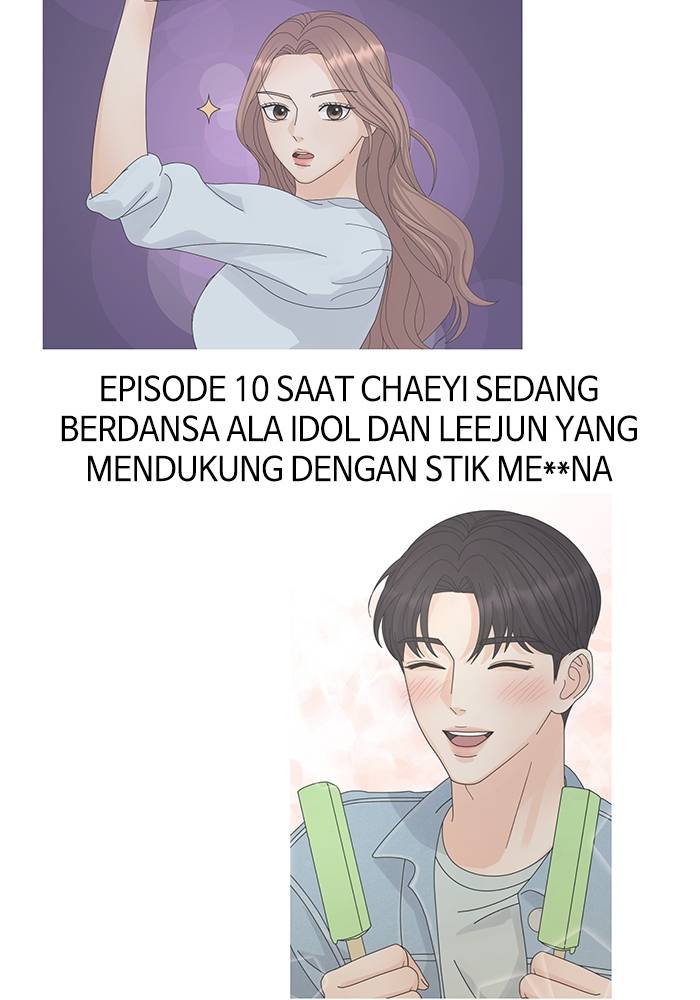 EPISODE 10 SAAT CHAEYI SEDANG
BERDANSA ALA IDOL DAN LEEJUN YANG
MENDUKUNG DENGAN STIK ME**NA